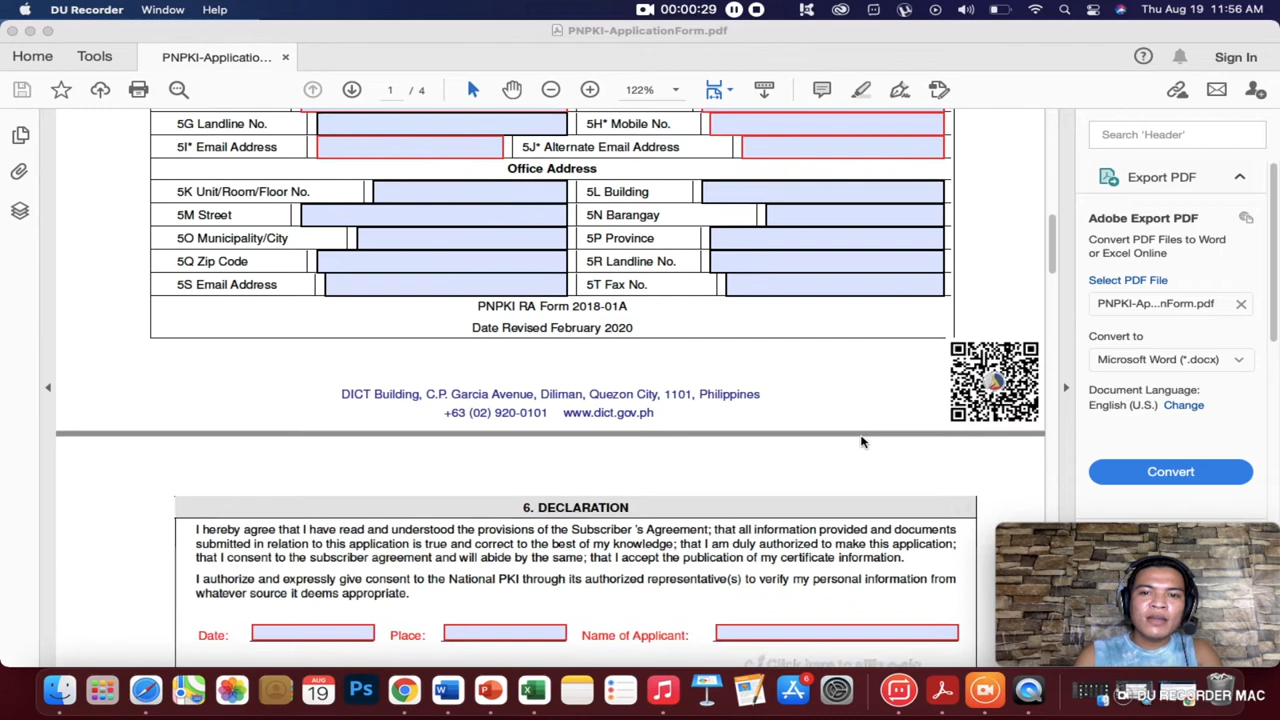 DU Recorder Window Help 00:00:29 Thu Aug 19 11:56 AM
PNPKI-ApplicationForm.pdf
Home Tools PNPKI-Applicatio... × Sign In
1 / 4 122%
5G Landline No. 5H* Mobile No.
5I* Email Address 5J* Alternate Email Address
Office Address
5K Unit/Room/Floor No. 5L Building
5M Street 5N Barangay
5O Municipality/City 5P Province
5Q Zip Code 5R Landline No.
5S Email Address 5T Fax No.
PNPKI RA Form 2018-01A
Date Revised February 2020
DICT Building, C.P. Garcia Avenue, Diliman, Quezon City, 1101, Philippines
+63 (02) 920-0101 www.dict.gov.ph
6. DECLARATION
I hereby agree that I have read and understood the provisions of the Subscriber 's Agreement; that all information provided and documents
submitted in relation to this application is true and correct to the best of my knowledge; that I am duly authorized to make this application;
that I consent to the subscriber agreement and will abide by the same; that I accept the publication of my certificate information.
I authorize and expressly give consent to the National PKI through its authorized representative(s) to verify my personal information from
whatever source it deems appropriate.
Date: Place: Name of Applicant:
Search 'Header'
Export PDF
Adobe Export PDF
Convert PDF Files to Word
or Excel Online
Select PDF File
PNPKI-Ap...nForm.pdf
Convert to
Microsoft Word (*.docx)
Document Language:
English (U.S.) Change
Convert
AUG
19
Ps
W
P
X
6
DU RECORDER MAC